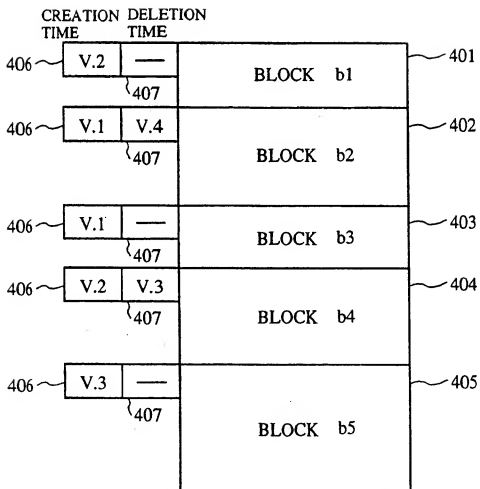 CREATION TIME
DELETION TIME
406 V.2 — BLOCK b1 401
407
406 V.1 V.4 BLOCK b2 402
407
406 V.1 — BLOCK b3 403
407
406 V.2 V.3 BLOCK b4 404
407
406 V.3 — BLOCK b5 405
407